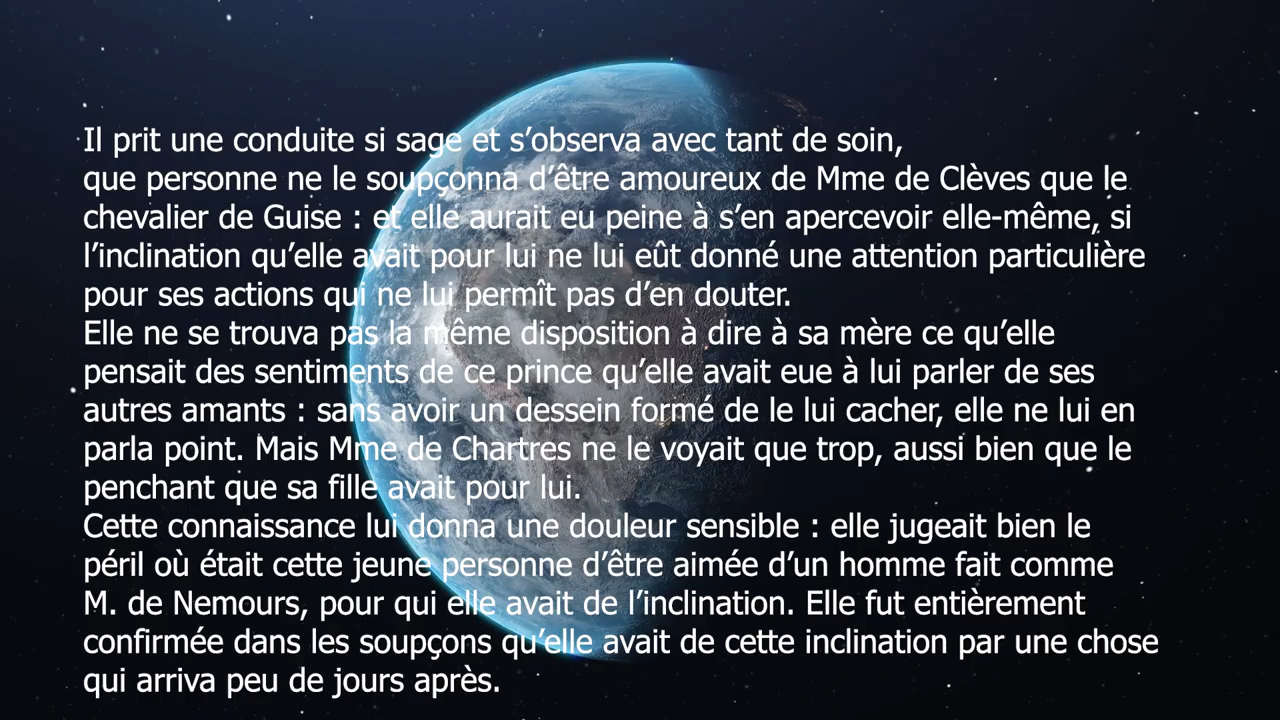 Il prit une conduite si sage et s’observa avec tant de soin,
que personne ne le soupçonna d’être amoureux de Mme de Clèves que le
chevalier de Guise : et elle aurait eu peine à s’en apercevoir elle-même, si
l’inclination qu’elle avait pour lui ne lui eût donné une attention particulière
pour ses actions qui ne lui permît pas d’en douter.
Elle ne se trouva pas la même disposition à dire à sa mère ce qu’elle
pensait des sentiments de ce prince qu’elle avait eue à lui parler de ses
autres amants : sans avoir un dessein formé de le lui cacher, elle ne lui en
parla point. Mais Mme de Chartres ne le voyait que trop, aussi bien que le
penchant que sa fille avait pour lui.
Cette connaissance lui donna une douleur sensible : elle jugeait bien le
péril où était cette jeune personne d’être aimée d’un homme fait comme
M. de Nemours, pour qui elle avait de l’inclination. Elle fut entièrement
confirmée dans les soupçons qu’elle avait de cette inclination par une chose
qui arriva peu de jours après.